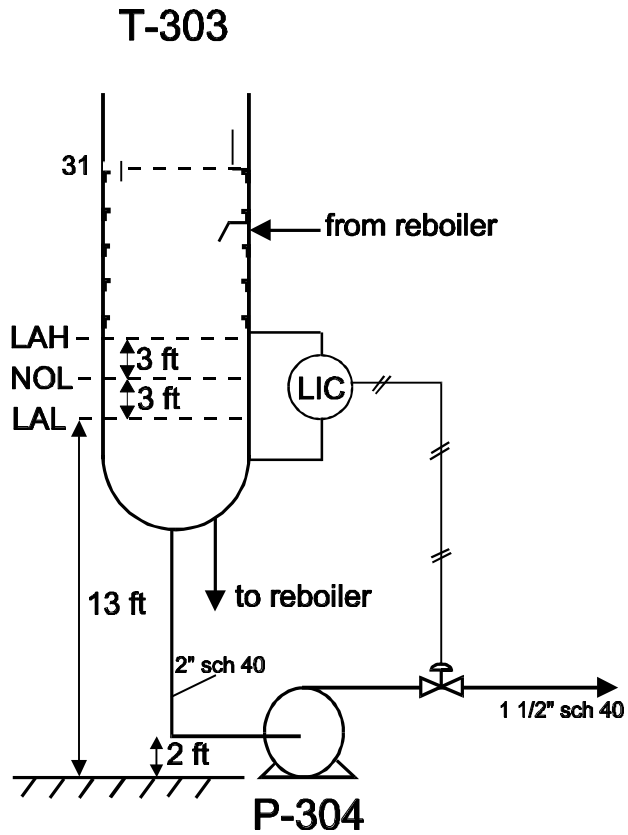 T-303
31
from reboiler
LAH
3 ft
NOL
LIC
3 ft
LAL
13 ft
to reboiler
2" sch 40
1 1/2" sch 40
2 ft
P-304